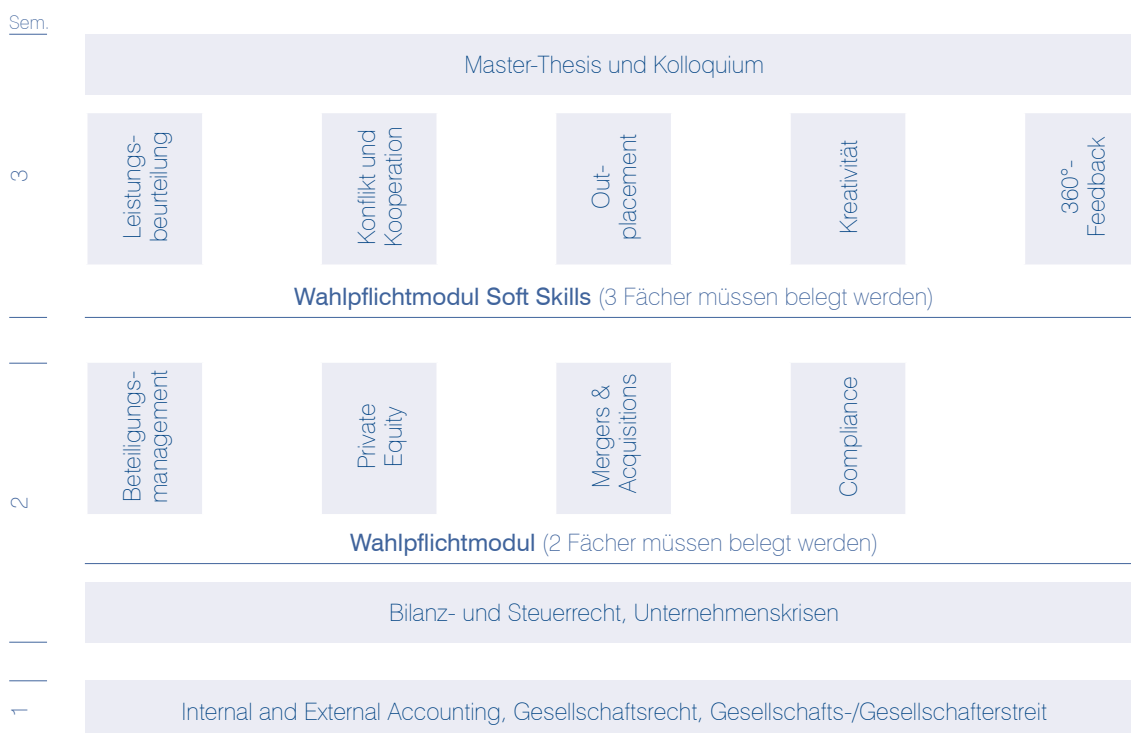 Sem.
Master-Thesis und Kolloquium
3
Leistungs-
beurteilung
Konflikt und
Kooperation
Out-
placement
Kreativität
360°-
Feedback
Wahlpflichtmodul Soft Skills (3 Fächer müssen belegt werden)
2
Beteiligungs-
management
Private
Equity
Mergers &
Acquisitions
Compliance
Wahlpflichtmodul (2 Fächer müssen belegt werden)
Bilanz- und Steuerrecht, Unternehmenskrisen
1
Internal and External Accounting, Gesellschaftsrecht, Gesellschafts-/Gesellschafterstreit